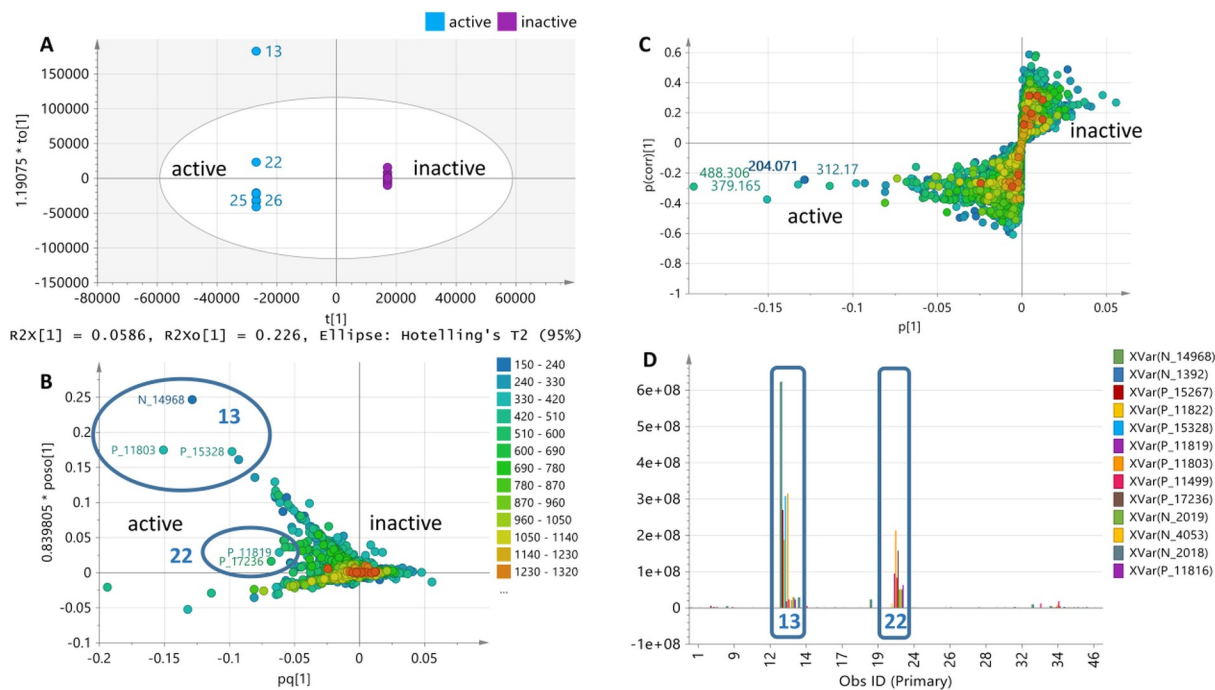 active inactive
A
13
150000
100000
50000
0
-50000
-100000
-150000
1.19075 * to[1]
active
22
inactive
25
26
-80000 -60000 -40000 -20000 0 20000 40000 60000 80000
t[1]
R2X[1] = 0.0586, R2Xo[1] = 0.226, Ellipse: Hotelling's T2 (95%)
C
0.6
0.4
0.2
0
-0.2
-0.4
-0.6
-0.8
-1
p(corr)[1]
inactive
488.306
204.071
312.17
379.165
active
-0.15 -0.1 -0.05 0 0.05
p[1]
B
0.25
0.2
0.15
0.1
0.05
0
-0.05
-0.1
0.839805 * poso[1]
N_14968
13
P_11803
P_15328
active
inactive
22
P_11819
P_17236
-0.2 -0.15 -0.1 -0.05 0 0.05
pq[1]
150 - 240
240 - 330
330 - 420
420 - 510
510 - 600
600 - 690
690 - 780
780 - 870
870 - 960
960 - 1050
1050 - 1140
1140 - 1230
1230 - 1320
...
D
6e+08
5e+08
4e+08
3e+08
2e+08
1e+08
0
-1e+08
13
22
1 9 12 14 17 19 24 26 28 32 34 46
Obs ID (Primary)
XVar(N_14968)
XVar(N_1392)
XVar(P_15267)
XVar(P_11822)
XVar(P_15328)
XVar(P_11819)
XVar(P_11803)
XVar(P_11499)
XVar(P_17236)
XVar(N_2019)
XVar(N_4053)
XVar(N_2018)
XVar(P_11816)